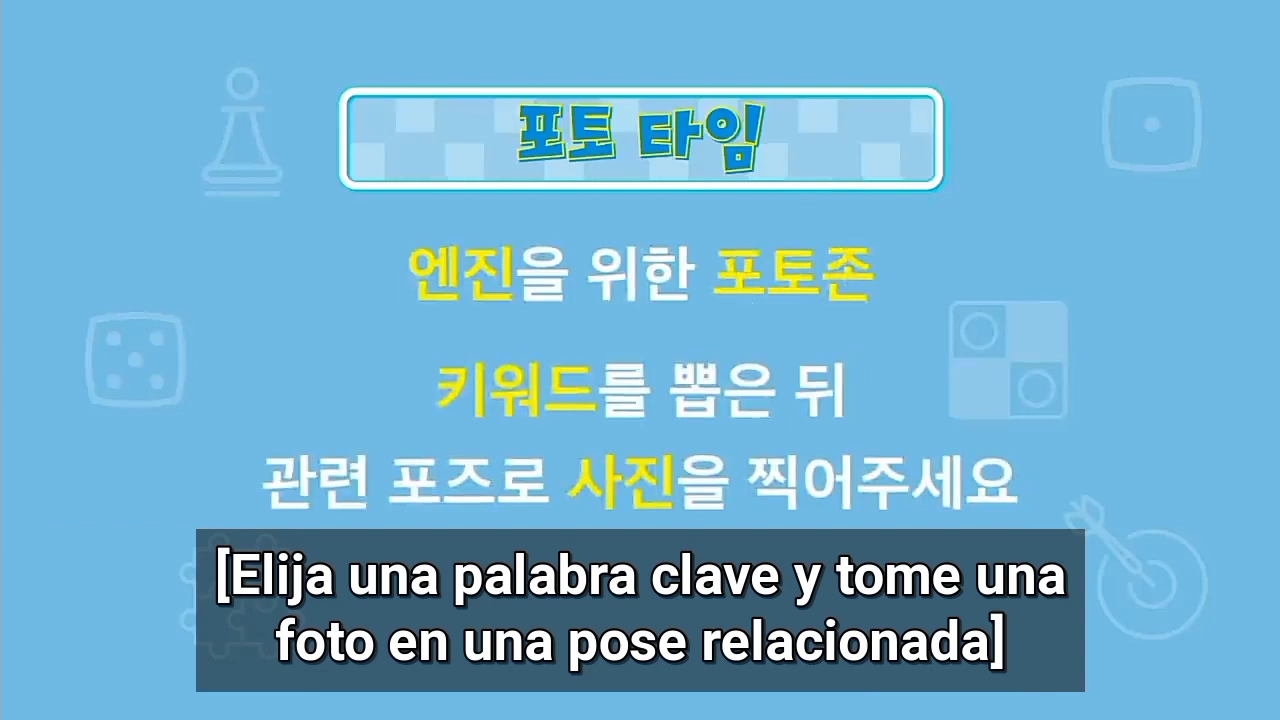 포토 타임
엔진을 위한 포토존
키워드를 뽑은 뒤
관련 포즈로 사진을 찍어주세요
[Elija una palabra clave y tome una
foto en una pose relacionada]